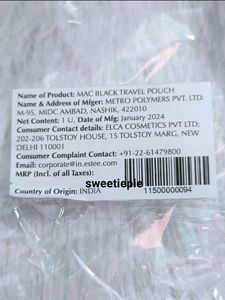 Name of Product: MAC BLACK TRAVEL POUCH
Name & Address of Mfger: METRO POLYMERS PVT. LTD.
M-95, MIDC AMBAD, NASHIK, 422010
Net Content: 1 U, Date of Mfg: January 2024
Consumer Contact Details: ELCA COSMETICS PVT LTD;
202-206 TOLSTOY HOUSE, 15 TOLSTOY MARG, NEW
DELHI 110001
Consumer Complaint Contact: +91-22-61479800
Email: corporate@in.estee.com
MRP (Incl. of all Taxes):
sweetiepie
Country of Origin: INDIA
11500000094